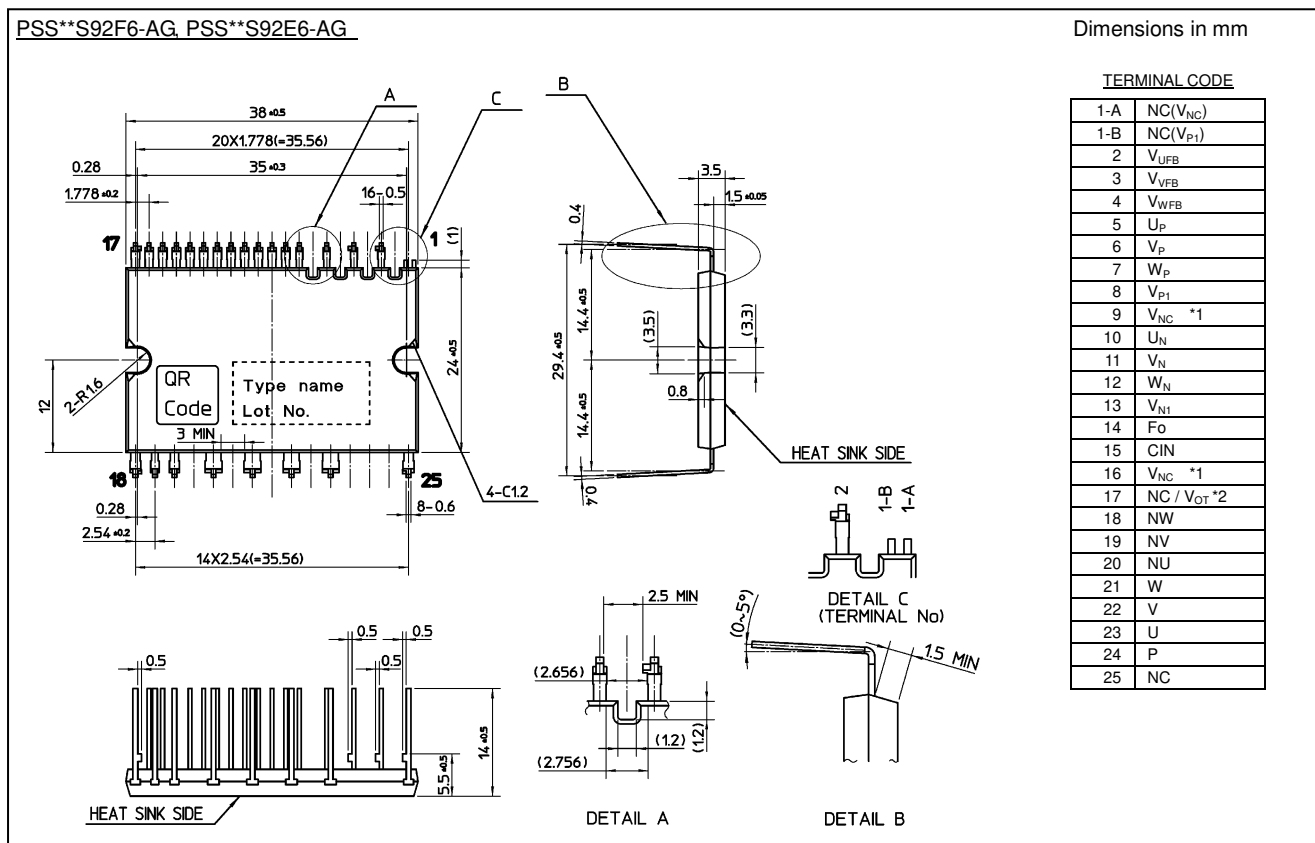 PSS**S92F6-AG, PSS**S92E6-AG
Dimensions in mm
A
C
B
38 ±0.5
20X1.778(=35.56)
0.28
35 ±0.3
1.778 ±0.2
16-0.5
17
1
(1)
24 ±0.5
12
2-R1.6
QR
Code
Type name
Lot No.
3 MIN
18
25
4-C1.2
0.28
8-0.6
2.54 ±0.2
14X2.54(=35.56)
3.5
1.5 ±0.05
0.4
29.4 ±0.5
14.4 ±0.5
14.4 ±0.5
(3.5)
(3.3)
0.8
0.4
HEAT SINK SIDE
2
1-B
1-A
DETAIL C
(TERMINAL No)
0.5
0.5
0.5
0.5
14 ±0.5
5.5 ±0.5
HEAT SINK SIDE
2.5 MIN
(2.656)
(1.2)
(1.2)
(2.756)
DETAIL A
(0~5°)
1.5 MIN
DETAIL B
TERMINAL CODE
1-A NC(VNC)
1-B NC(VP1)
2 VUFB
3 VVFB
4 VWFB
5 UP
6 VP
7 WP
8 VP1
9 VNC *1
10 UN
11 VN
12 WN
13 VN1
14 Fo
15 CIN
16 VNC *1
17 NC / VOT *2
18 NW
19 NV
20 NU
21 W
22 V
23 U
24 P
25 NC